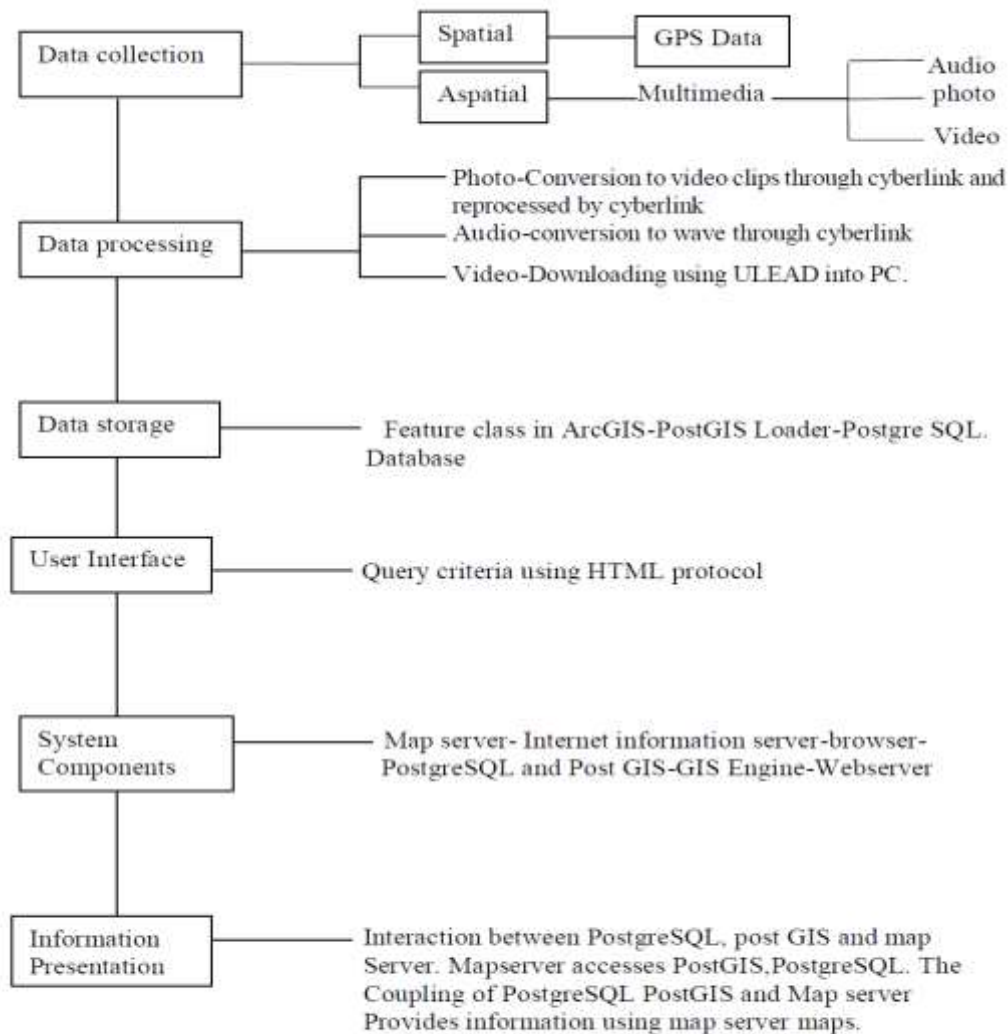 Data collection
Spatial
GPS Data
Aspatial
Multimedia
Audio
photo
Video
Data processing
Photo-Conversion to video clips through cyberlink and
reprocessed by cyberlink
Audio-conversion to wave through cyberlink
Video-Downloading using ULEAD into PC.
Data storage
Feature class in ArcGIS-PostGIS Loader-Postgre SQL.
Database
User Interface
Query criteria using HTML protocol
System
Components
Map server- Internet information server-browser-
PostgreSQL and Post GIS-GIS Engine-Webserver
Information
Presentation
Interaction between PostgreSQL, post GIS and map
Server. Mapserver accesses PostGIS,PostgreSQL. The
Coupling of PostgreSQL PostGIS and Map server
Provides information using map server maps.